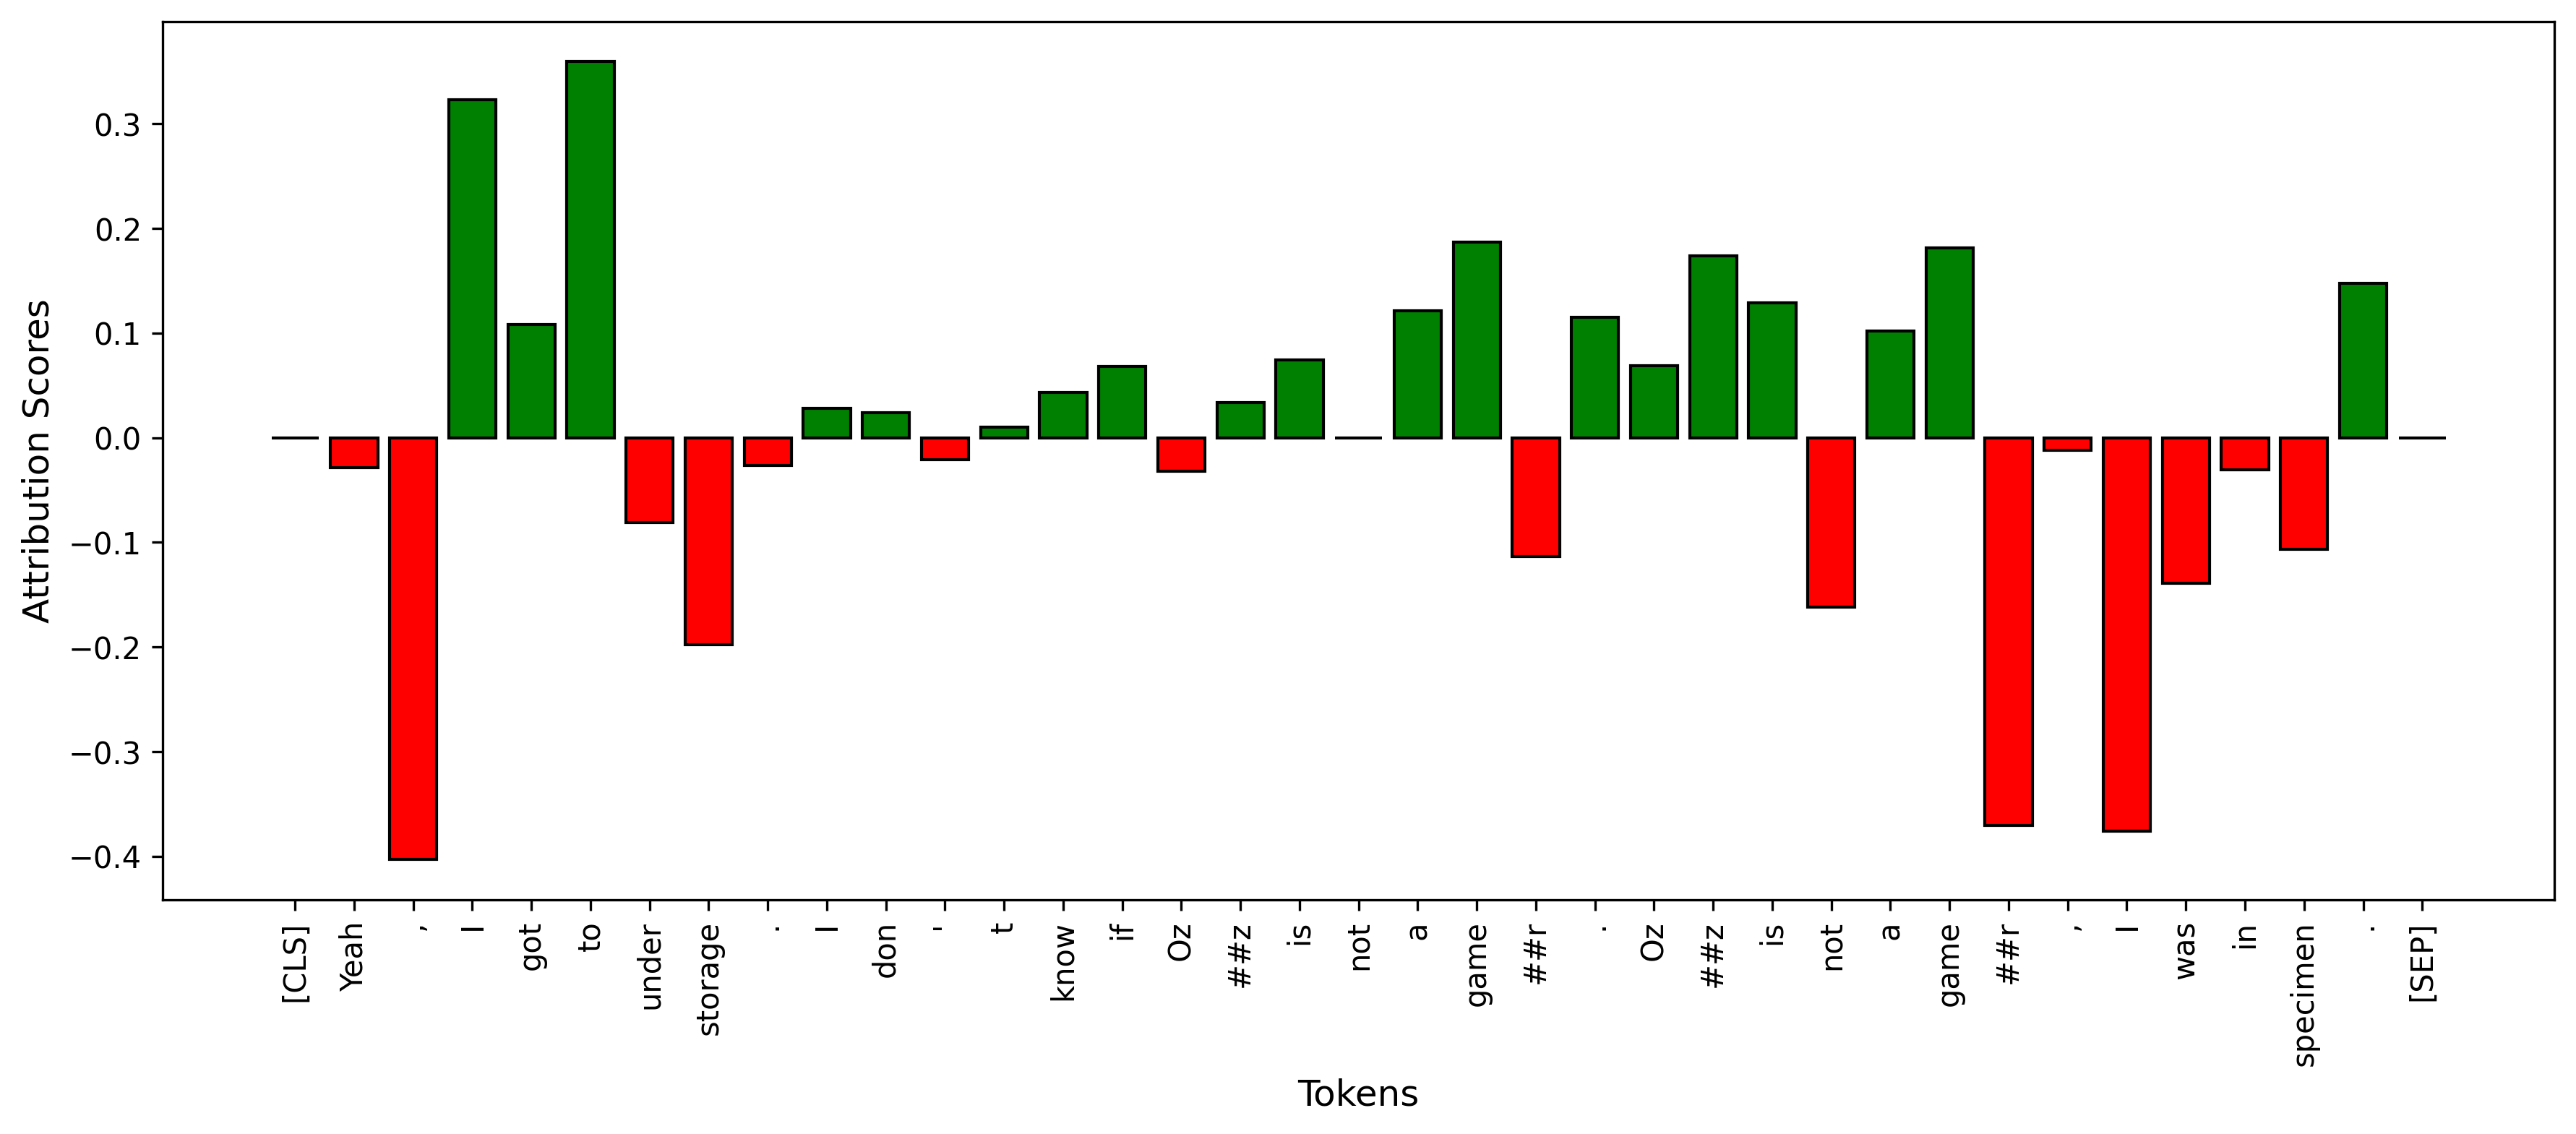 Attribution Scores
0.3
0.2
0.1
0.0
−0.1
−0.2
−0.3
−0.4
[CLS] Yeah , I got to under storage . I don ' t know if Oz ##z is not a game ##r . Oz ##z is not a game ##r , I was in specimen . [SEP]
Tokens